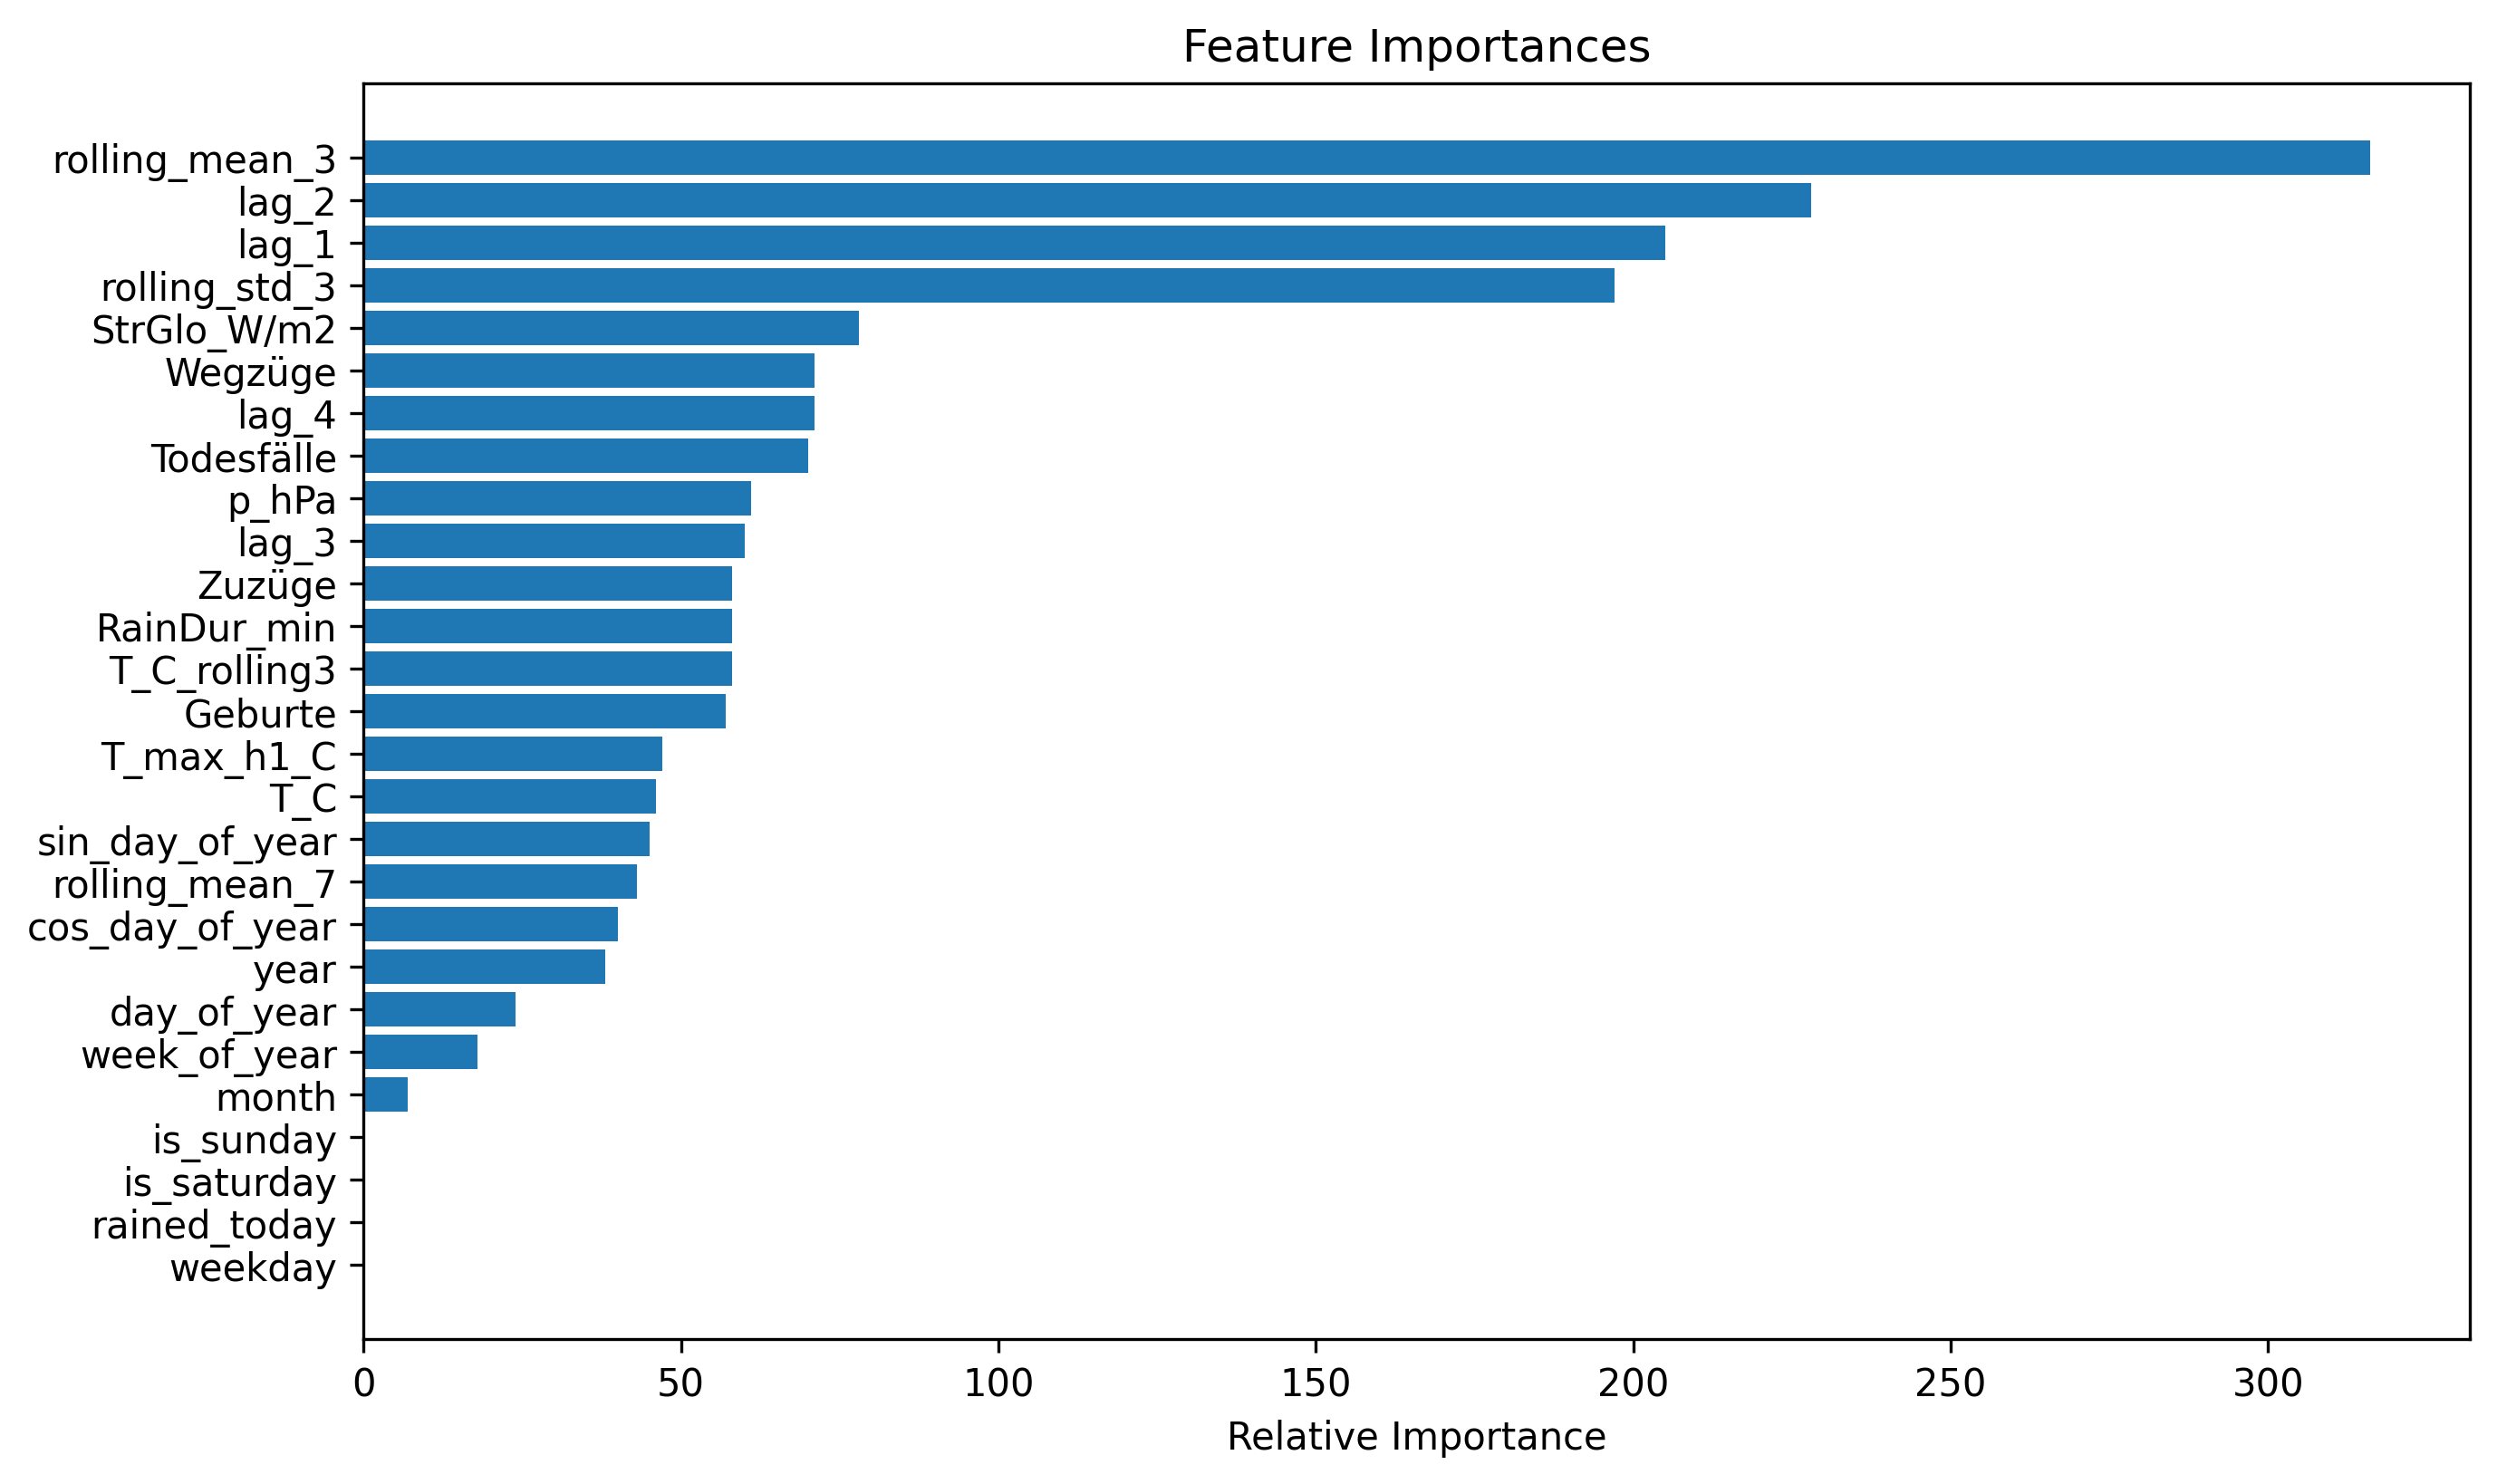 Feature Importances
rolling_mean_3
lag_2
lag_1
rolling_std_3
StrGlo_W/m2
Wegzüge
lag_4
Todesfälle
p_hPa
lag_3
Zuzüge
RainDur_min
T_C_rolling3
Geburte
T_max_h1_C
T_C
sin_day_of_year
rolling_mean_7
cos_day_of_year
year
day_of_year
week_of_year
month
is_sunday
is_saturday
rained_today
weekday
0 50 100 150 200 250 300
Relative Importance